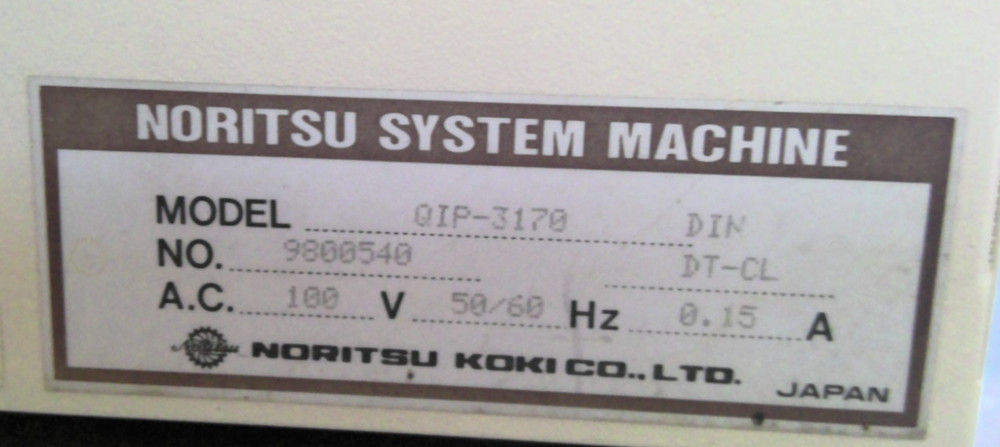 NORITSU SYSTEM MACHINE
MODEL QIP-3170 DIN
NO. 9800540 DT-CL
A.C. 100 V 50/60 Hz 0.15 A
NORITSU KOKI CO., LTD.
JAPAN